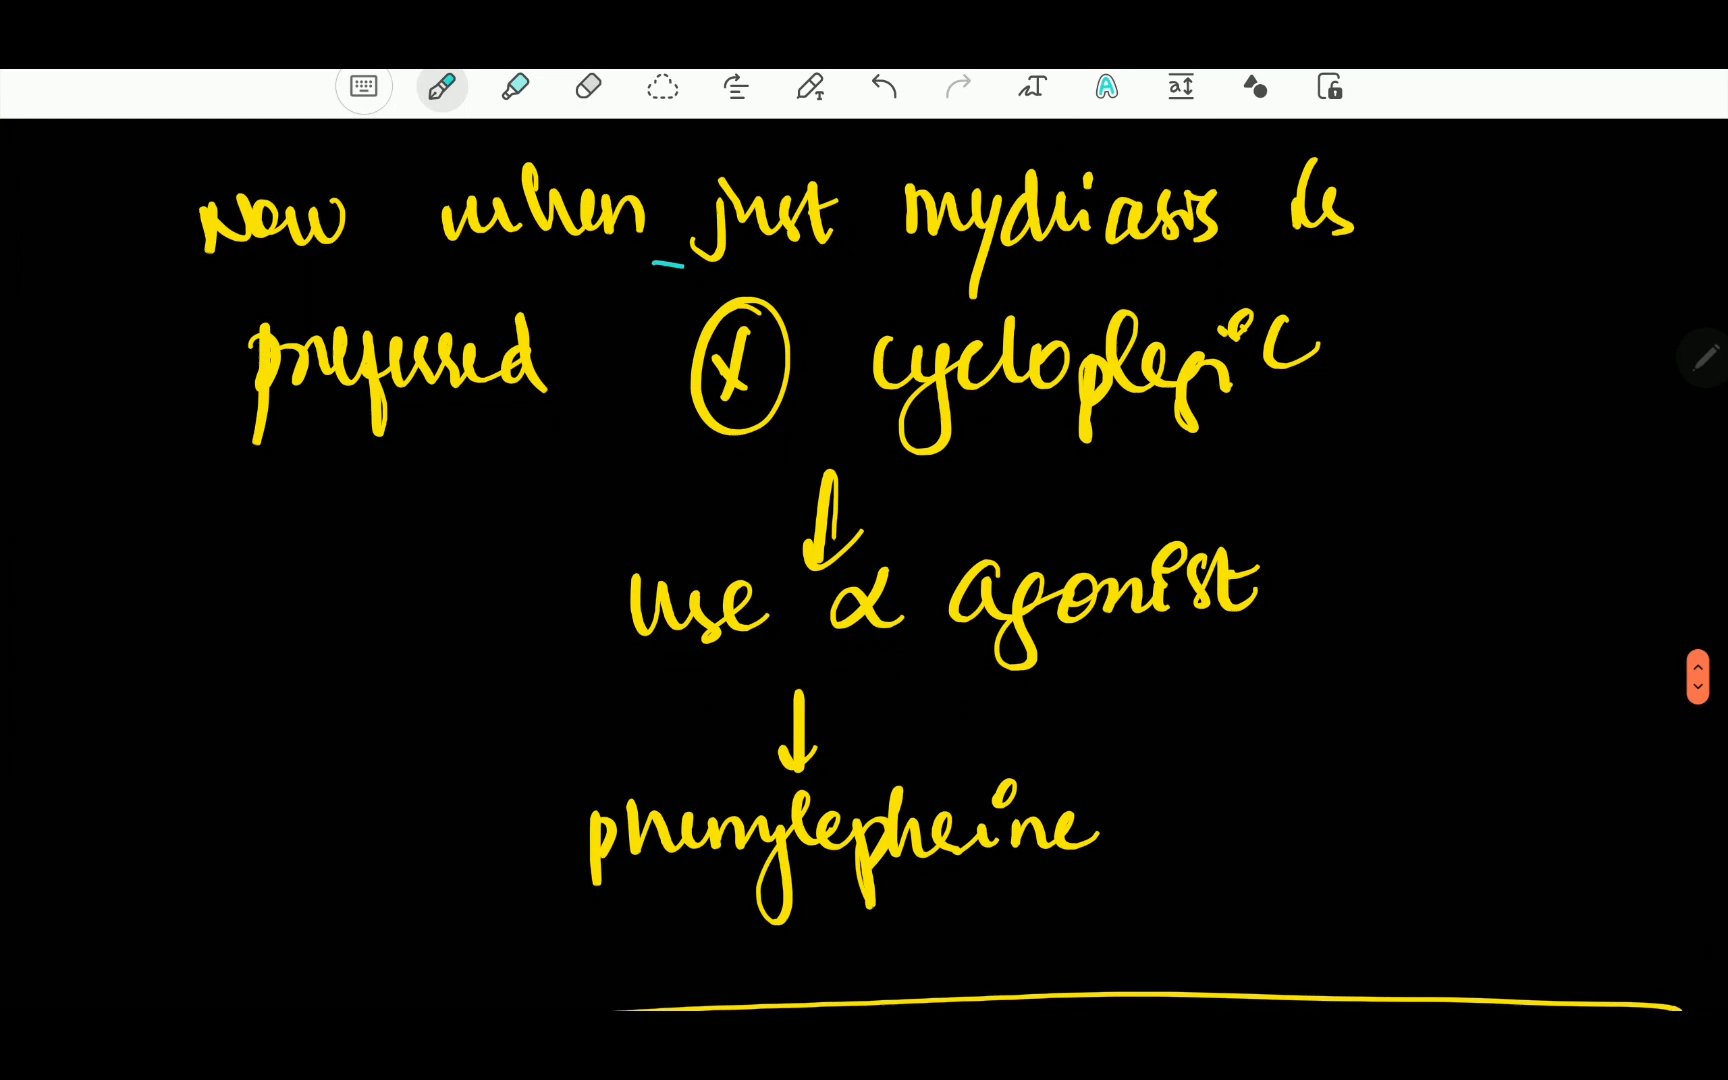 Now when just mydriasis is
preferred ⓧ cycloplegic
↓
use α agonist
↓
phenylepheine